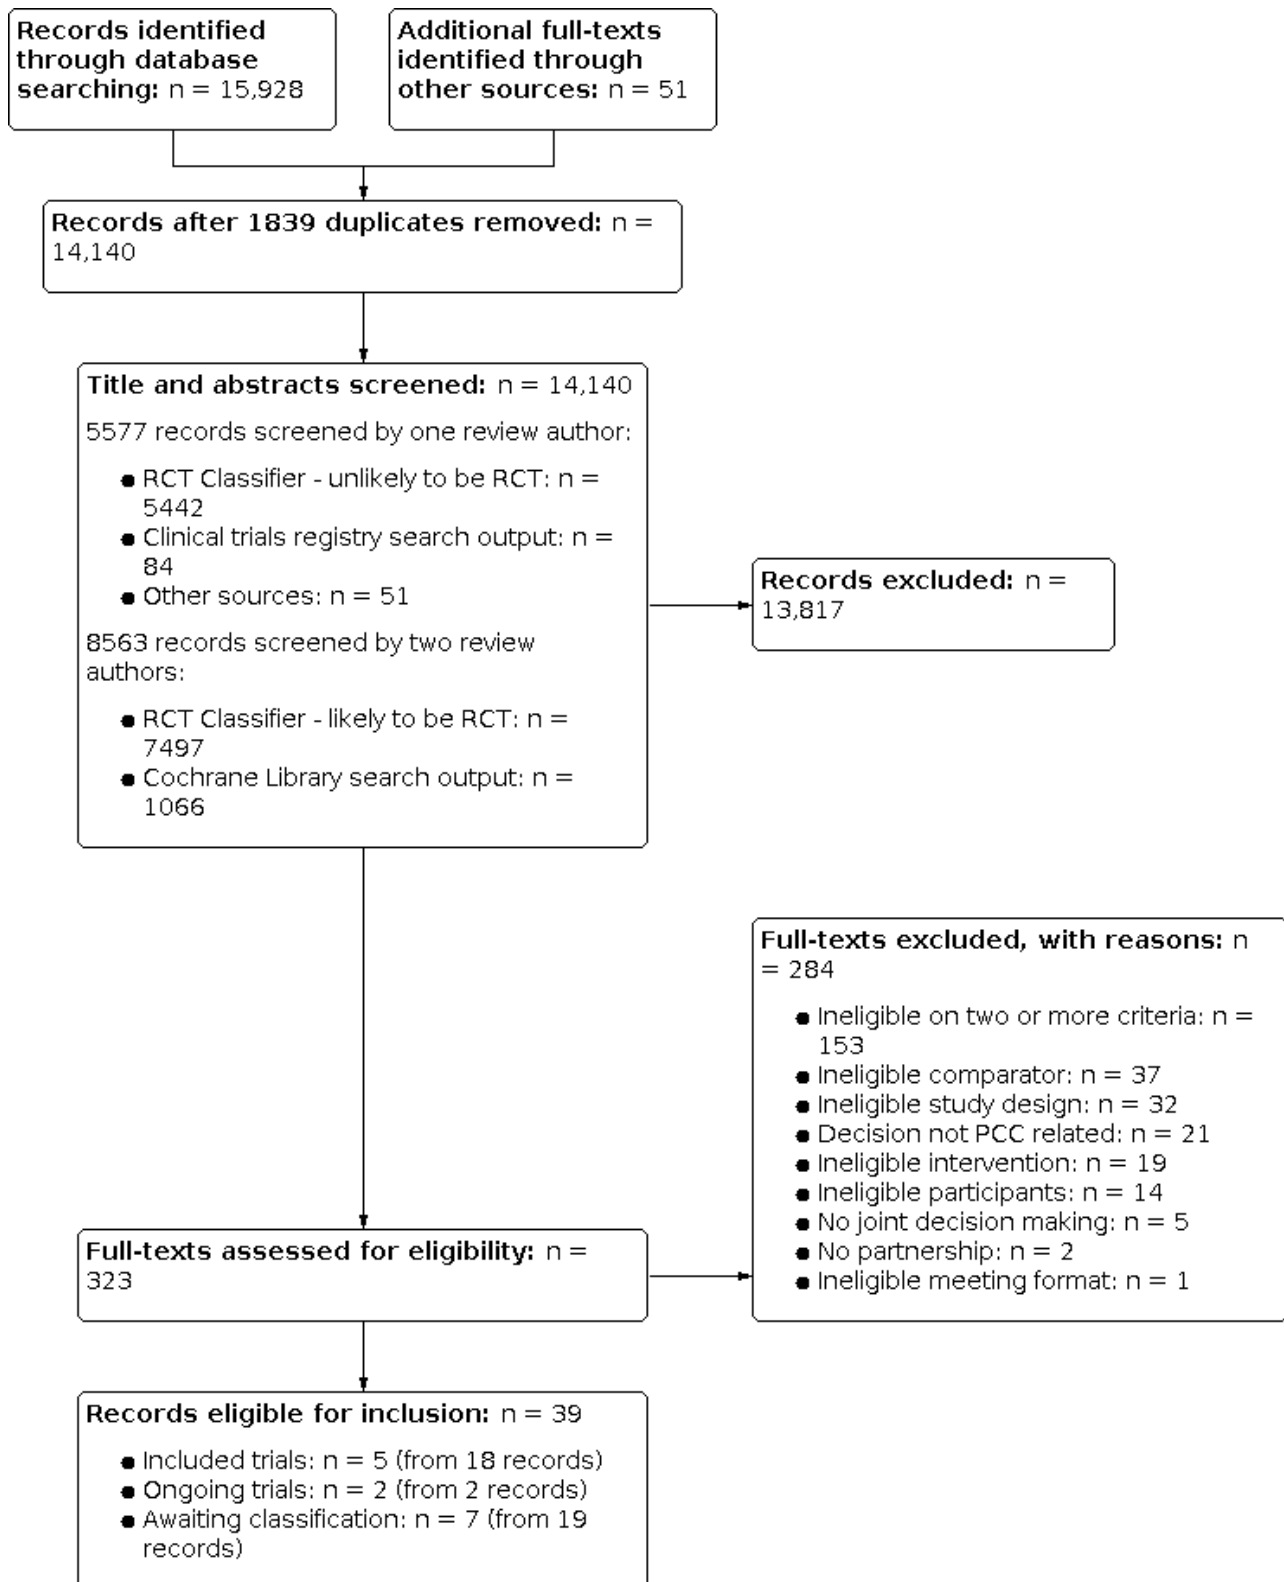 Records identified
through database
searching: n = 15,928
Additional full-texts
identified through
other sources: n = 51
Records after 1839 duplicates removed: n =
14,140
Title and abstracts screened: n = 14,140
5577 records screened by one review author:
● RCT Classifier - unlikely to be RCT: n =
5442
● Clinical trials registry search output: n =
84
● Other sources: n = 51
8563 records screened by two review
authors:
● RCT Classifier - likely to be RCT: n =
7497
● Cochrane Library search output: n =
1066
Records excluded: n =
13,817
Full-texts excluded, with reasons: n
= 284
● Ineligible on two or more criteria: n =
153
● Ineligible comparator: n = 37
● Ineligible study design: n = 32
● Decision not PCC related: n = 21
● Ineligible intervention: n = 19
● Ineligible participants: n = 14
● No joint decision making: n = 5
● No partnership: n = 2
● Ineligible meeting format: n = 1
Full-texts assessed for eligibility: n =
323
Records eligible for inclusion: n = 39
● Included trials: n = 5 (from 18 records)
● Ongoing trials: n = 2 (from 2 records)
● Awaiting classification: n = 7 (from 19
records)